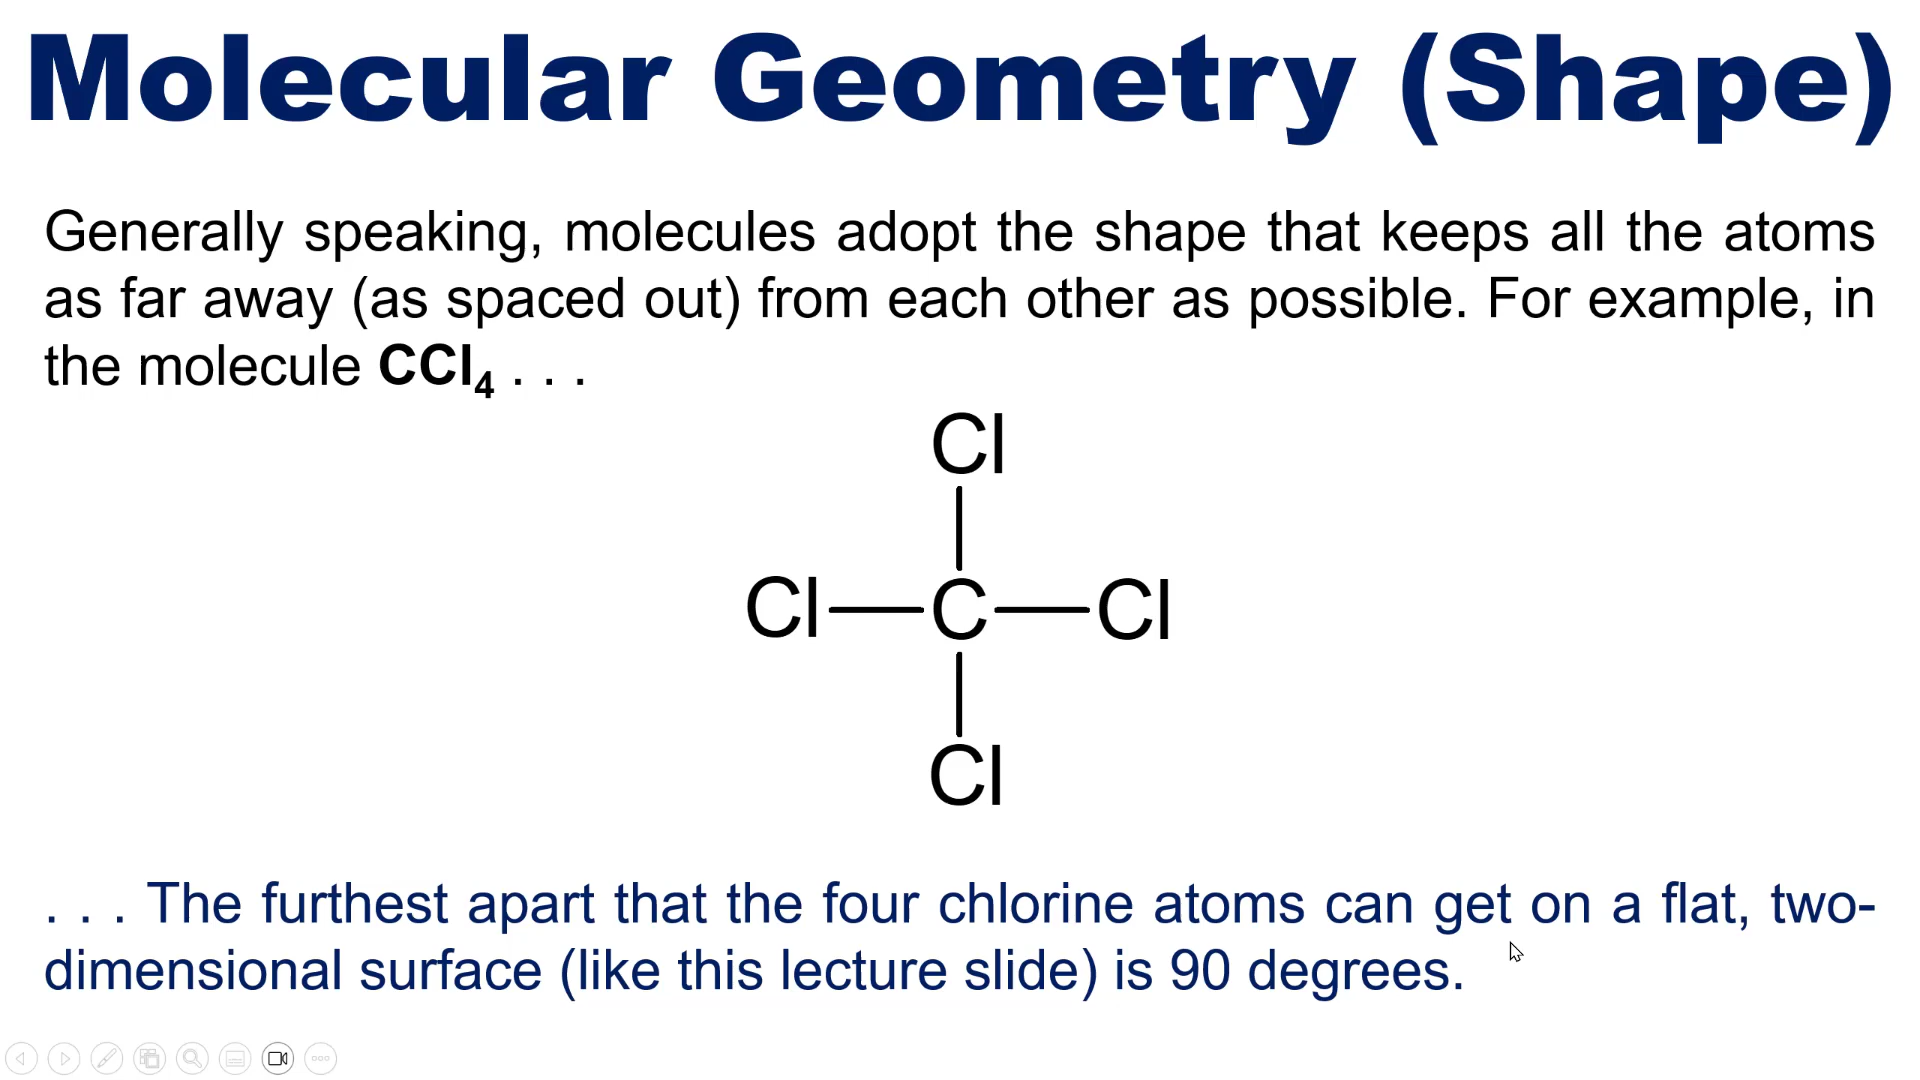 Molecular Geometry (Shape)
Generally speaking, molecules adopt the shape that keeps all the atoms
as far away (as spaced out) from each other as possible. For example, in
the molecule CCl₄ . . .
Cl
Cl—C—Cl
Cl
. . . The furthest apart that the four chlorine atoms can get on a flat, two-
dimensional surface (like this lecture slide) is 90 degrees.